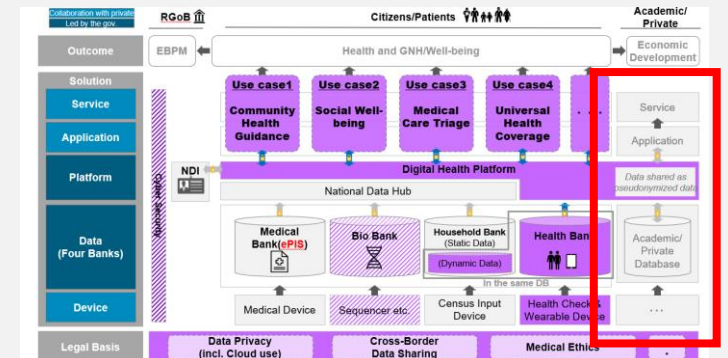 Collaboration with private
Led by the gov.
RGoB
Citizens/Patients
Academic/
Private
Outcome
EBPM
Health and GNH/Well-being
Economic
Development
Solution
Service
Application
Platform
Data
(Four Banks)
Device
Legal Basis
Cyber Security
Use case1
Community
Health
Guidance
Use case2
Social Well-
being
Use case3
Medical
Care Triage
Use case4
Universal
Health
Coverage
. . .
Service
Application
NDI
Digital Health Platform
National Data Hub
Data shared as
pseudonymized data
Medical
Bank(ePIS)
Bio Bank
Household Bank
(Static Data)
(Dynamic Data)
Health Bank
In the same DB
Academic/
Private
Database
Medical Device
Sequencer etc.
Census Input
Device
Health Check &
Wearable Device
. . .
Data Privacy
(incl. Cloud use)
Cross-Border
Data Sharing
Medical Ethics
.